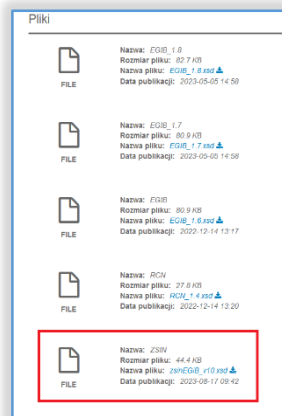 Pliki
Nazwa: EGIB_1.8
Rozmiar pliku: 82.7 KB
Nazwa pliku: EGIB_1.8.xsd
Data publikacji: 2023-05-05 14:58
FILE
Nazwa: EGIB_1.7
Rozmiar pliku: 80.9 KB
Nazwa pliku: EGIB_1.7.xsd
Data publikacji: 2023-05-05 14:58
FILE
Nazwa: EGIB
Rozmiar pliku: 80.9 KB
Nazwa pliku: EGIB_1.6.xsd
Data publikacji: 2022-12-14 13:17
FILE
Nazwa: RCN
Rozmiar pliku: 27.8 KB
Nazwa pliku: RCN_1.4.xsd
Data publikacji: 2022-12-14 13:20
FILE
Nazwa: ZSIN
Rozmiar pliku: 44.4 KB
Nazwa pliku: zsinEGIB_v10.xsd
Data publikacji: 2023-08-17 09:42
FILE